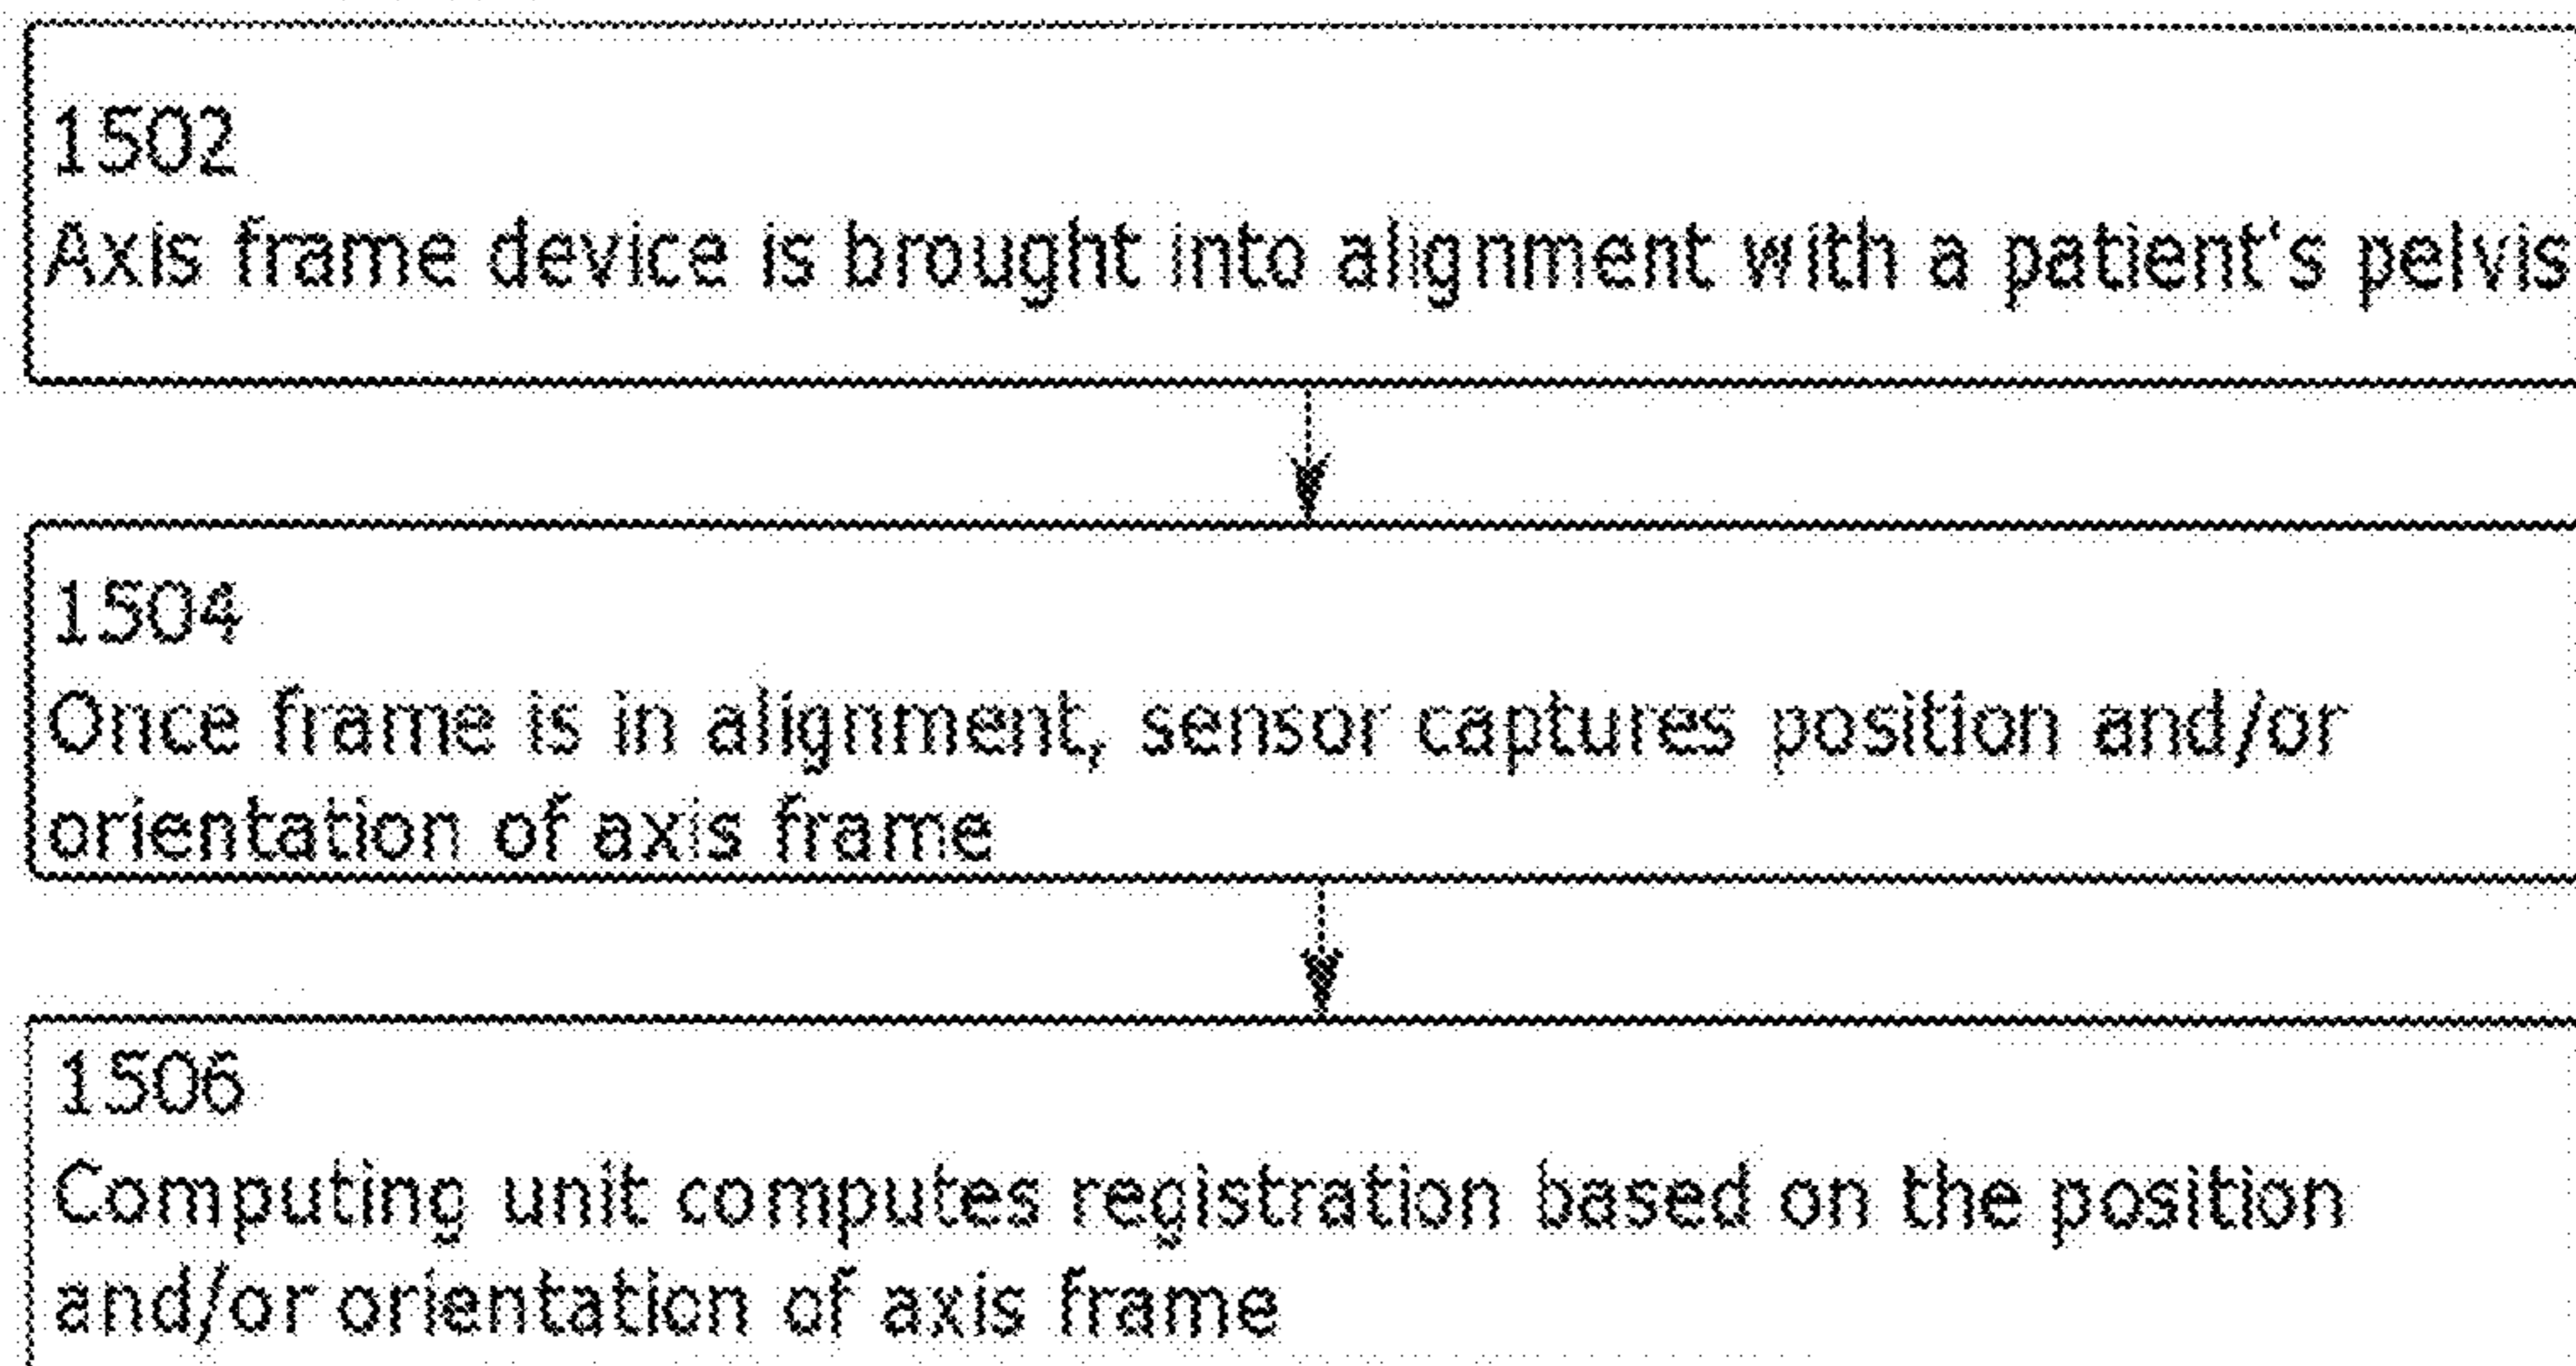 1502
Axis frame device is brought into alignment with a patient's pelvis
1504
Once frame is in alignment, sensor captures position and/or
orientation of axis frame
1506
Computing unit computes registration based on the position
and/or orientation of axis frame